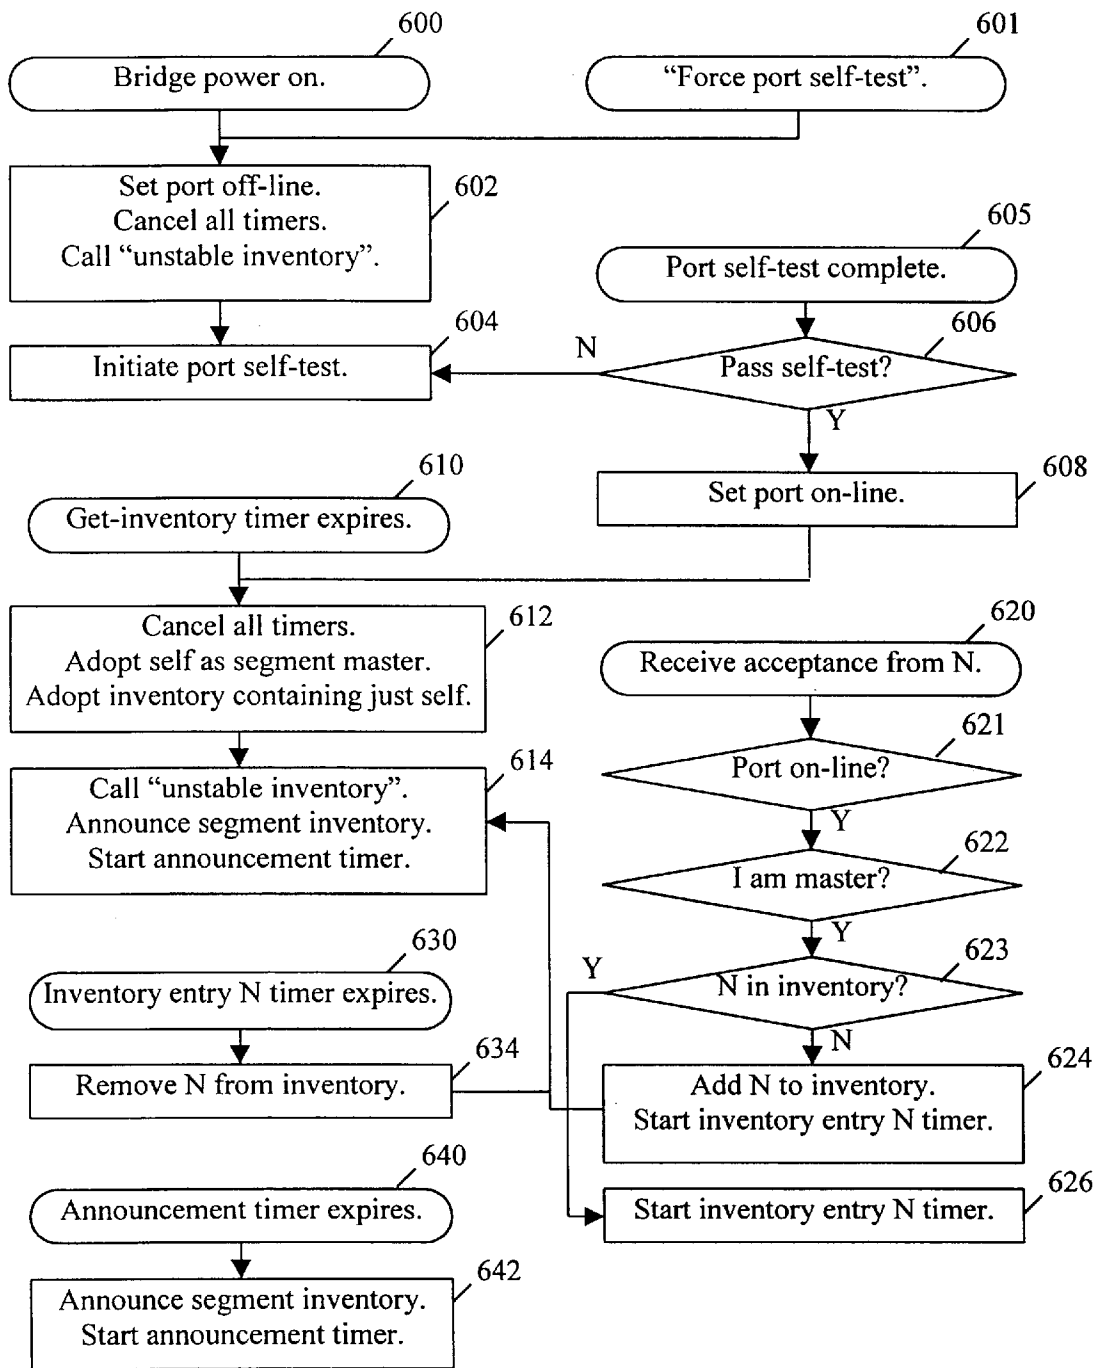 600
Bridge power on.
601
“Force port self-test”.
Set port off-line.
Cancel all timers.
Call “unstable inventory”.
602
605
Port self-test complete.
604
Initiate port self-test.
606
N
Pass self-test?
Y
608
Set port on-line.
610
Get-inventory timer expires.
Cancel all timers.
Adopt self as segment master.
Adopt inventory containing just self.
612
620
Receive acceptance from N.
621
Port on-line?
Y
614
Call “unstable inventory”.
Announce segment inventory.
Start announcement timer.
622
I am master?
Y
623
Y
N in inventory?
N
630
Inventory entry N timer expires.
634
Remove N from inventory.
624
Add N to inventory.
Start inventory entry N timer.
626
Start inventory entry N timer.
640
Announcement timer expires.
642
Announce segment inventory.
Start announcement timer.